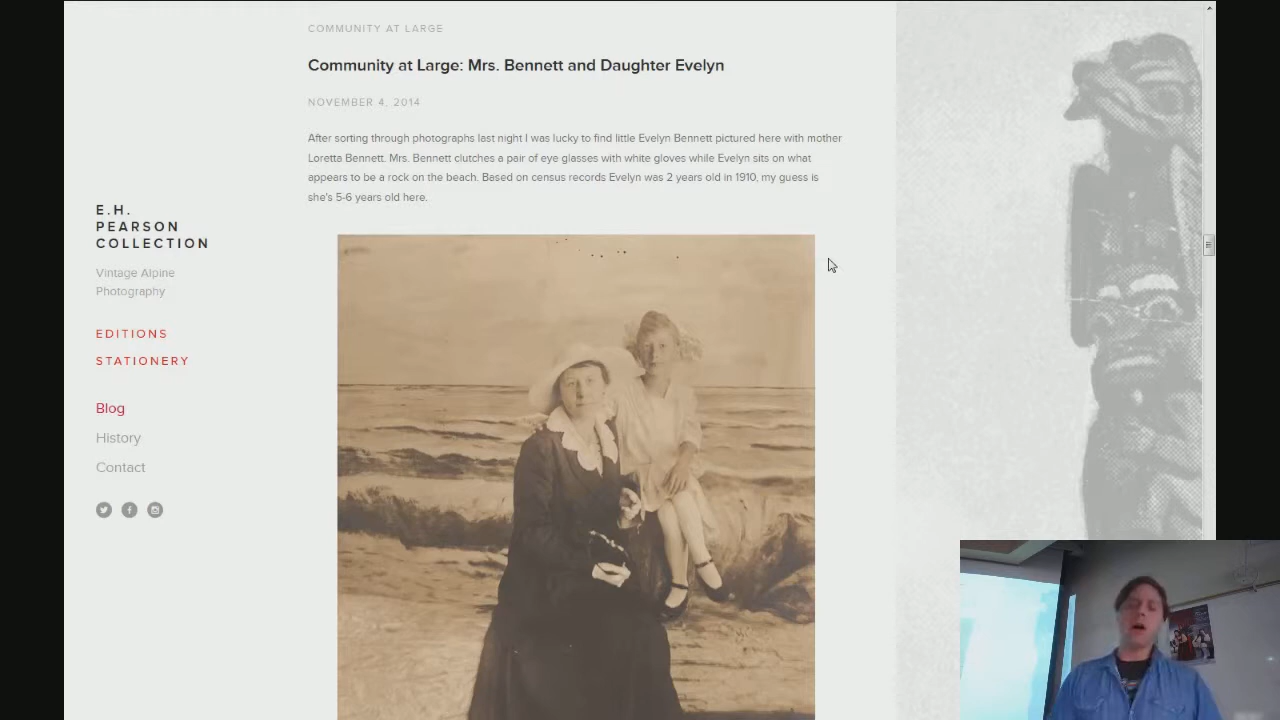 COMMUNITY AT LARGE
Community at Large: Mrs. Bennett and Daughter Evelyn
NOVEMBER 4, 2014
After sorting through photographs last night I was lucky to find little Evelyn Bennett pictured here with mother
Loretta Bennett. Mrs. Bennett clutches a pair of eye glasses with white gloves while Evelyn sits on what
appears to be a rock on the beach. Based on census records Evelyn was 2 years old in 1910, my guess is
she's 5-6 years old here.
E.H.
PEARSON
COLLECTION
Vintage Alpine
Photography
EDITIONS
STATIONERY
Blog
History
Contact